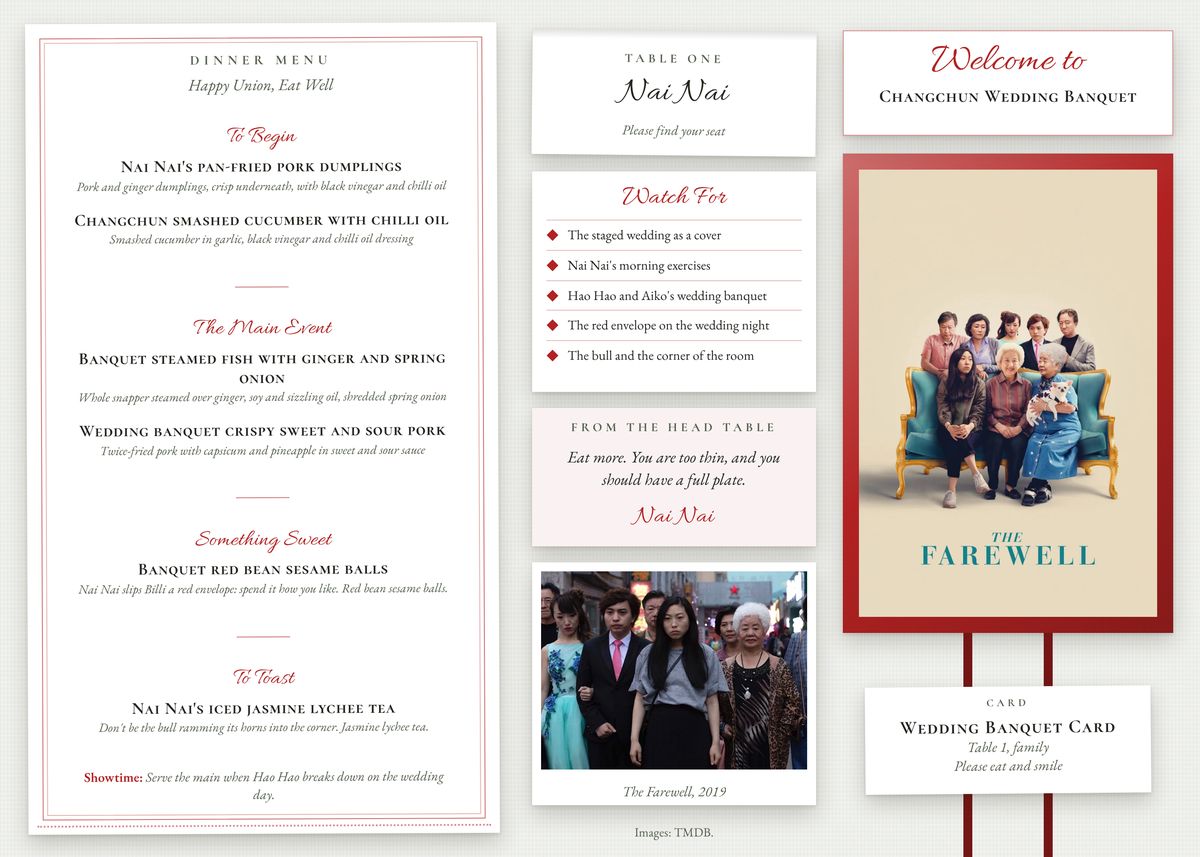 DINNER MENU
Happy Union, Eat Well
To Begin
Nai Nai's pan-fried pork dumplings
Pork and ginger dumplings, crisp underneath, with black vinegar and chilli oil
Changchun smashed cucumber with chilli oil
Smashed cucumber in garlic, black vinegar and chilli oil dressing
The Main Event
Banquet steamed fish with ginger and spring
onion
Whole snapper steamed over ginger, soy and sizzling oil, shredded spring onion
Wedding banquet crispy sweet and sour pork
Twice-fried pork with capsicum and pineapple in sweet and sour sauce
Something Sweet
Banquet red bean sesame balls
Nai Nai slips Billi a red envelope: spend it how you like. Red bean sesame balls.
To Toast
Nai Nai's iced jasmine lychee tea
Don't be the bull ramming its horns into the corner. Jasmine lychee tea.
Showtime: Serve the main when Hao Hao breaks down on the wedding
day.
TABLE ONE
Nai Nai
Please find your seat
Watch For
The staged wedding as a cover
Nai Nai's morning exercises
Hao Hao and Aiko's wedding banquet
The red envelope on the wedding night
The bull and the corner of the room
FROM THE HEAD TABLE
Eat more. You are too thin, and you
should have a full plate.
Nai Nai
The Farewell, 2019
Images: TMDB.
Welcome to
Changchun Wedding Banquet
THE
FAREWELL
CARD
Wedding Banquet Card
Table 1, family
Please eat and smile